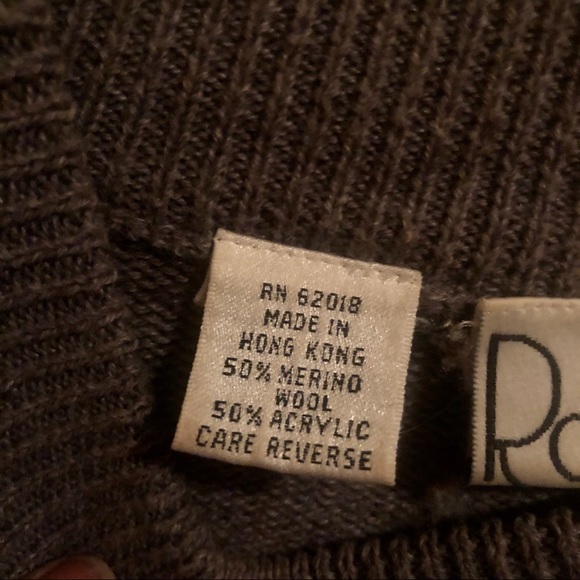 RN 62018
MADE IN
HONG KONG
50% MERINO
WOOL
50% ACRYLIC
CARE REVERSE